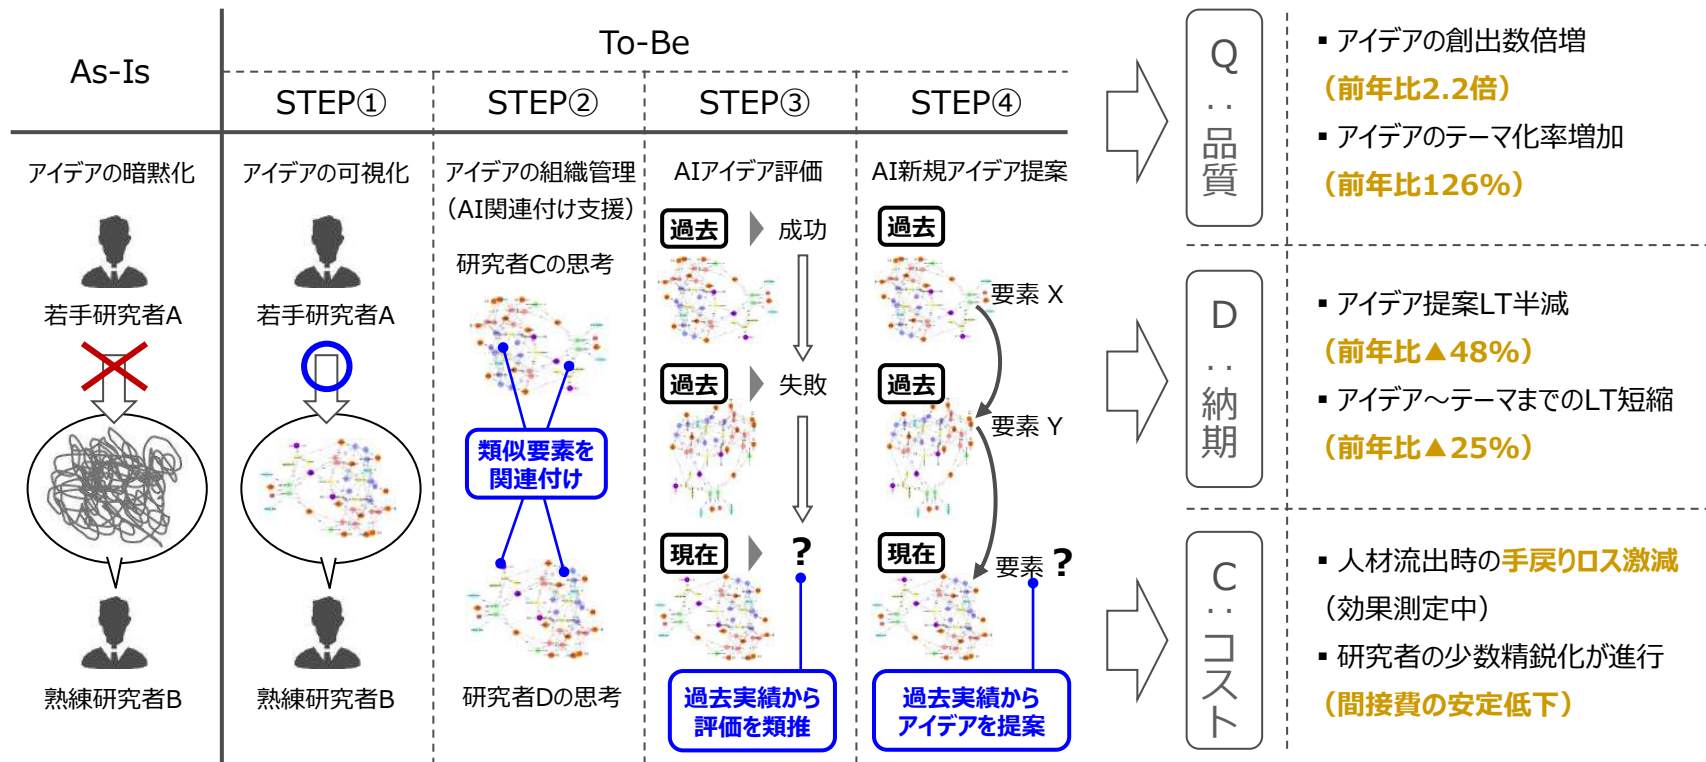 As-Is
To-Be
STEP①
STEP②
STEP③
STEP④
アイデアの暗黙化
若手研究者A
熟練研究者B
アイデアの可視化
若手研究者A
熟練研究者B
アイデアの組織管理
（AI関連付け支援）
研究者Cの思考
類似要素を
関連付け
研究者Dの思考
AIアイデア評価
過去
成功
過去
失敗
現在
?
過去実績から
評価を類推
AI新規アイデア提案
過去
要素 X
過去
要素 Y
現在
要素 ?
過去実績から
アイデアを提案
Q：品質
▪ アイデアの創出数倍増
（前年比2.2倍）
▪ アイデアのテーマ化率増加
（前年比126%）
D：納期
▪ アイデア提案LT半減
（前年比▲48%）
▪ アイデア～テーマまでのLT短縮
（前年比▲25%）
C：コスト
▪ 人材流出時の手戻りロス激減
（効果測定中）
▪ 研究者の少数精鋭化が進行
（間接費の安定低下）